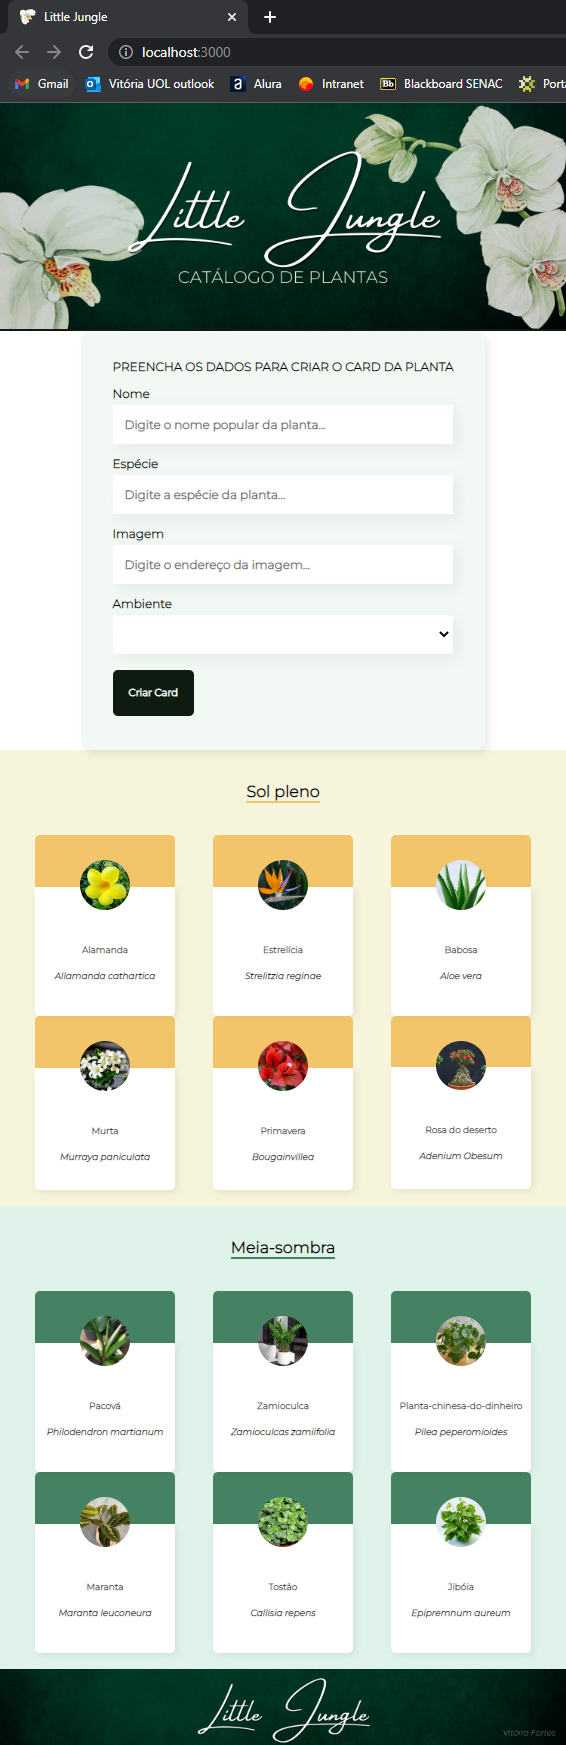 Little Jungle
localhost:3000
Gmail Vitória UOL outlook Alura Intranet Bb Blackboard SENAC Porta
Little Jungle
CATÁLOGO DE PLANTAS
PREENCHA OS DADOS PARA CRIAR O CARD DA PLANTA
Nome
Digite o nome popular da planta...
Espécie
Digite a espécie da planta...
Imagem
Digite o endereço da imagem...
Ambiente
Criar Card
Sol pleno
Alamanda Estrelícia Babosa
Allamanda cathartica Strelitzia reginae Aloe vera
Murta Primavera Rosa do deserto
Murraya paniculata Bougainvillea Adenium Obesum
Meia-sombra
Pacová Zamioculca Planta-chinesa-do-dinheiro
Philodendron martianum Zamioculcas zamiifolia Pilea peperomioides
Maranta Tostão Jibóia
Maranta leuconeura Callisia repens Epipremnum aureum
Little Jungle
Vitória Fortes